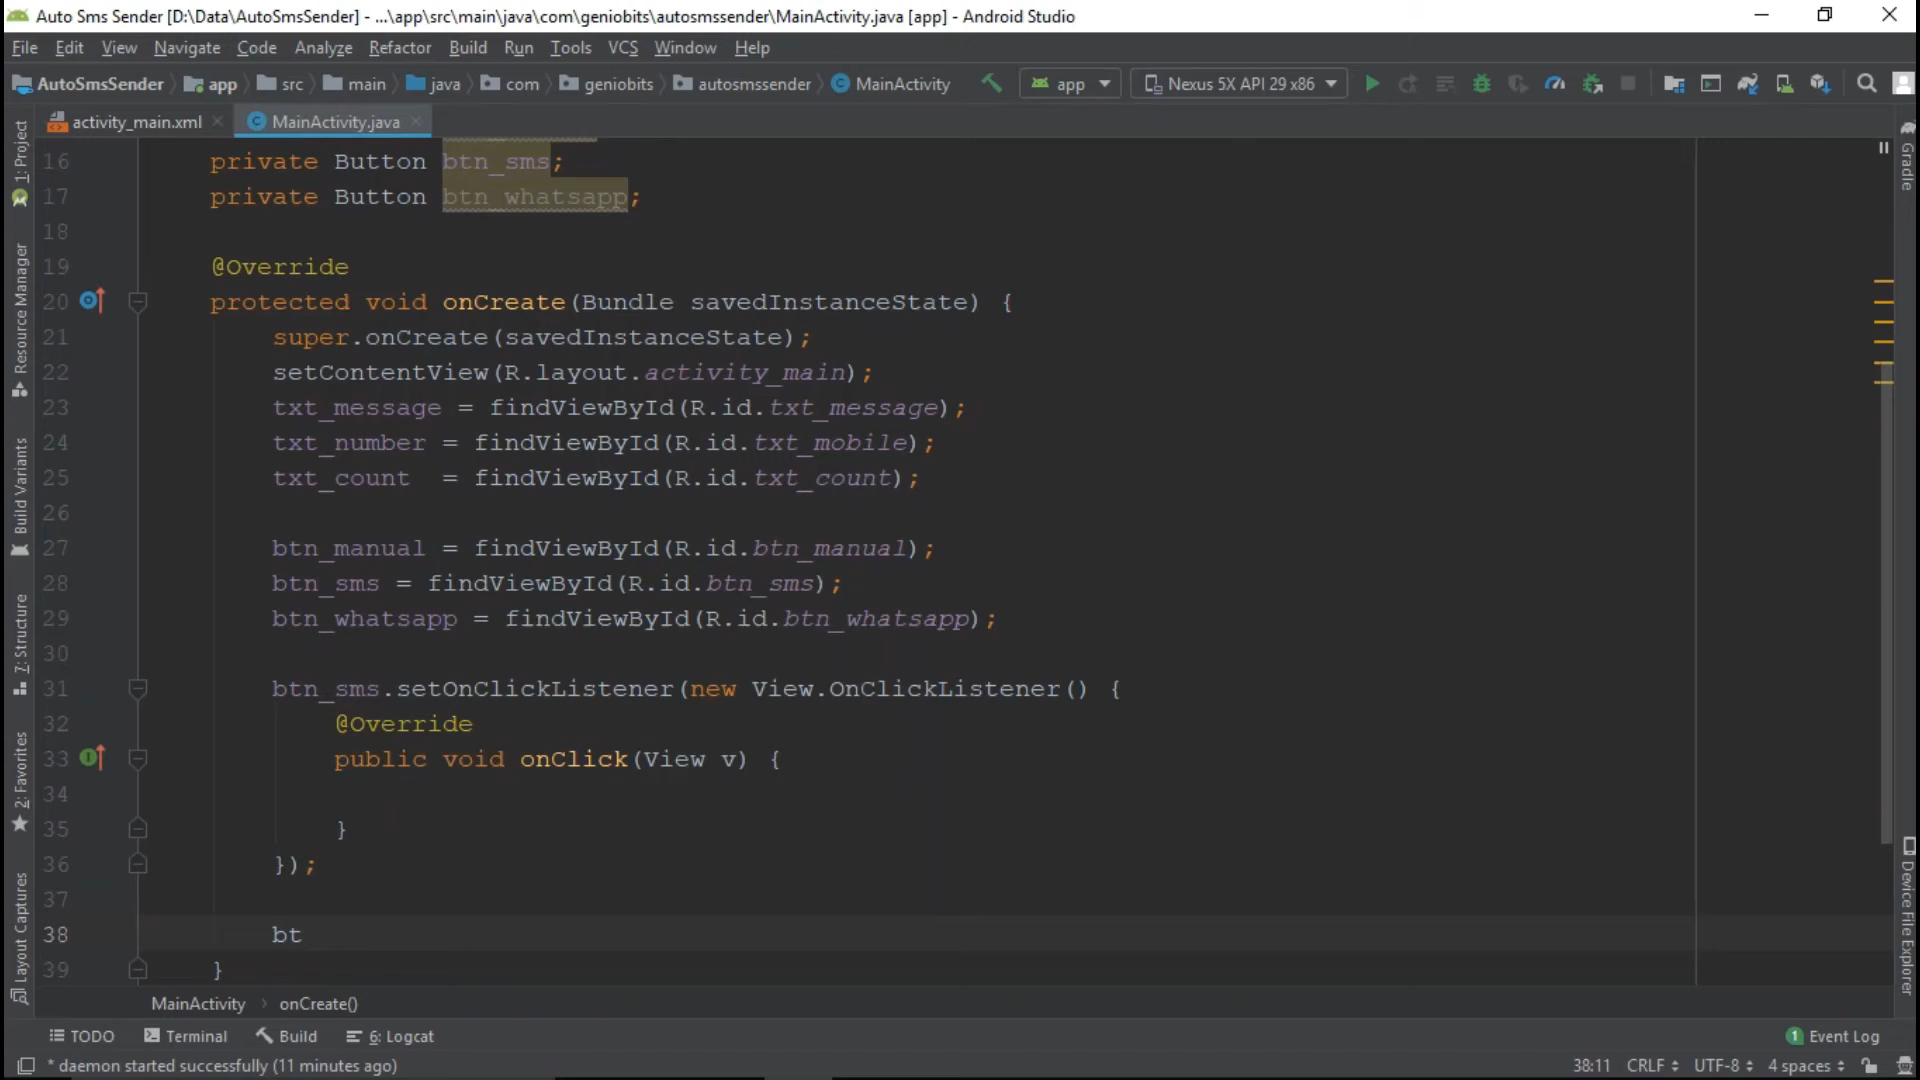 Auto Sms Sender [D:\Data\AutoSmsSender] - ...\app\src\main\java\com\geniobits\autosmssender\MainActivity.java [app] - Android Studio
File Edit View Navigate Code Analyze Refactor Build Run Tools VCS Window Help
AutoSmsSender app src main java com geniobits autosmssender MainActivity app Nexus 5X API 29 x86
activity_main.xml MainActivity.java
1: Project
Resource Manager
Build Variants
7: Structure
2: Favorites
Layout Captures
16 private Button btn_sms;
17 private Button btn_whatsapp;
18
19 @Override
20 protected void onCreate(Bundle savedInstanceState) {
21 super.onCreate(savedInstanceState);
22 setContentView(R.layout.activity_main);
23 txt_message = findViewById(R.id.txt_message);
24 txt_number = findViewById(R.id.txt_mobile);
25 txt_count  = findViewById(R.id.txt_count);
26
27 btn_manual = findViewById(R.id.btn_manual);
28 btn_sms = findViewById(R.id.btn_sms);
29 btn_whatsapp = findViewById(R.id.btn_whatsapp);
30
31 btn_sms.setOnClickListener(new View.OnClickListener() {
32 @Override
33 public void onClick(View v) {
34
35 }
36 });
37
38 bt
39 }
Gradle
Device File Explorer
MainActivity › onCreate()
TODO Terminal Build 6: Logcat 1 Event Log
* daemon started successfully (11 minutes ago) 38:11 CRLF UTF-8 4 spaces